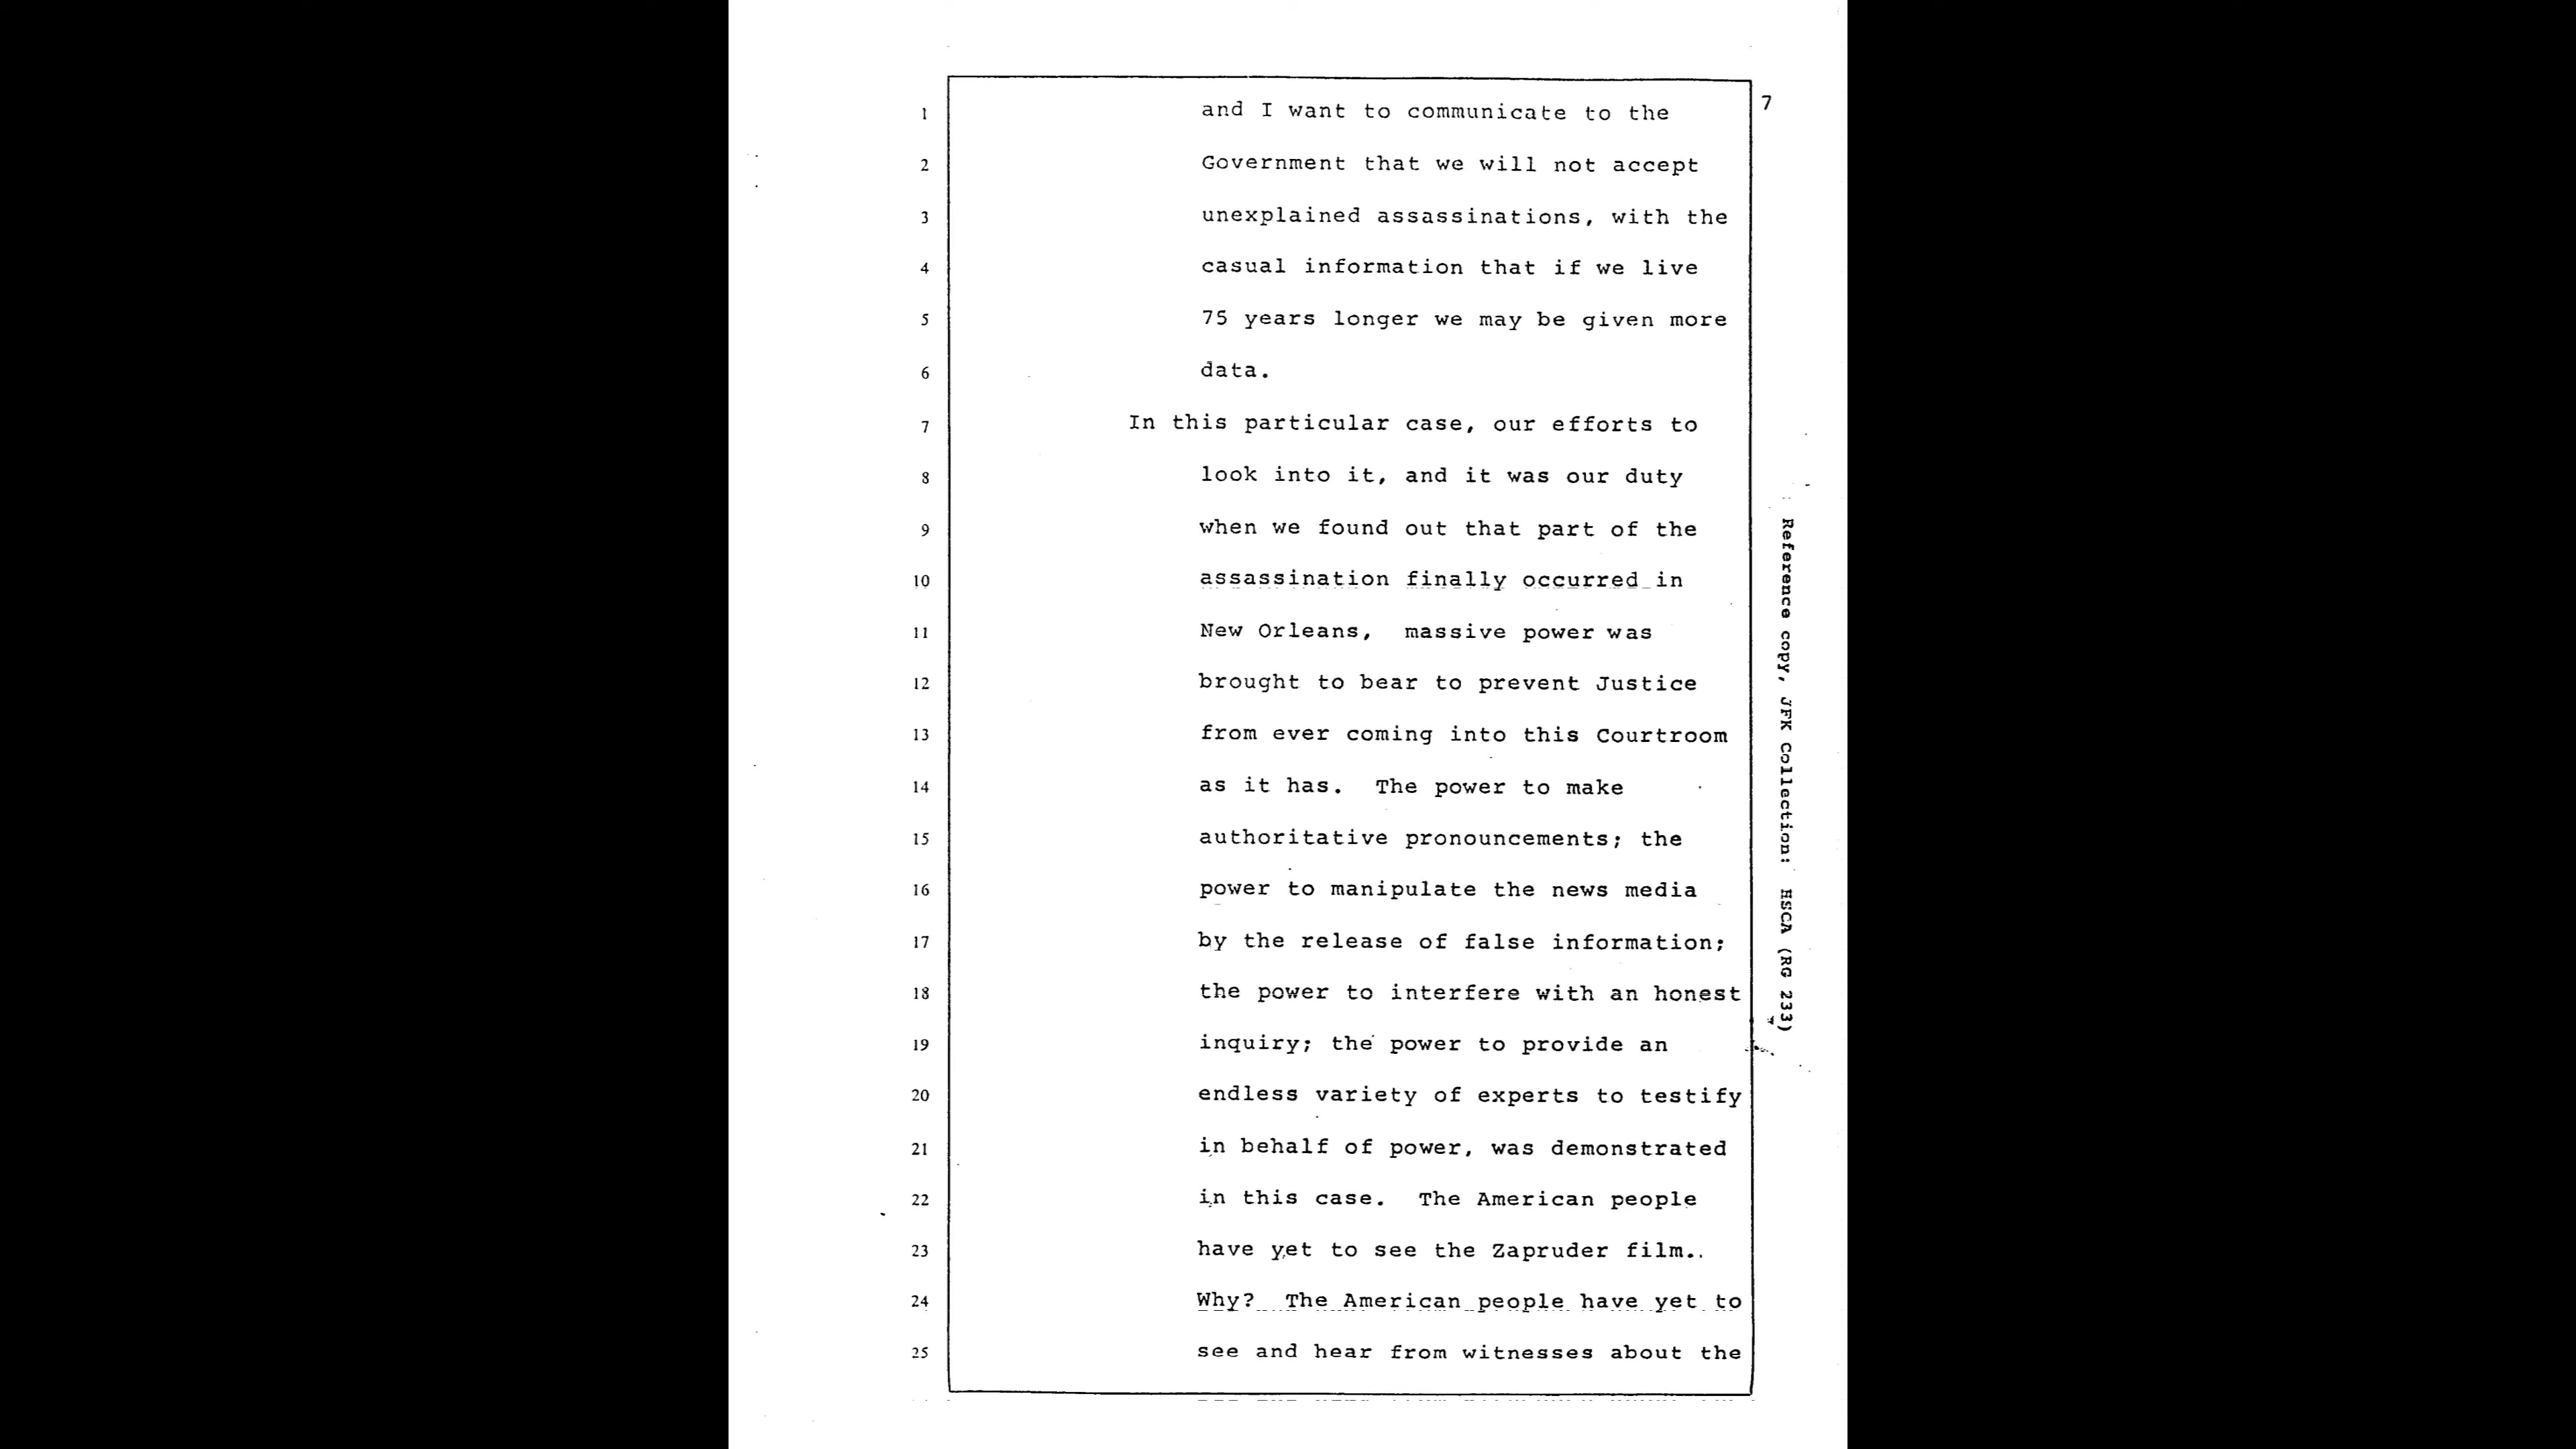 7
1 and I want to communicate to the
2 Government that we will not accept
3 unexplained assassinations, with the
4 casual information that if we live
5 75 years longer we may be given more
6 data.
7 In this particular case, our efforts to
8 look into it, and it was our duty
9 when we found out that part of the
10 assassination finally occurred in
11 New Orleans, massive power was
12 brought to bear to prevent Justice
13 from ever coming into this Courtroom
14 as it has. The power to make
15 authoritative pronouncements; the
16 power to manipulate the news media
17 by the release of false information;
18 the power to interfere with an honest
19 inquiry; the power to provide an
20 endless variety of experts to testify
21 in behalf of power, was demonstrated
22 in this case. The American people
23 have yet to see the Zapruder film.
24 Why? The American people have yet to
25 see and hear from witnesses about the
Reference copy, JFK Collection: HSCA (RG 233)